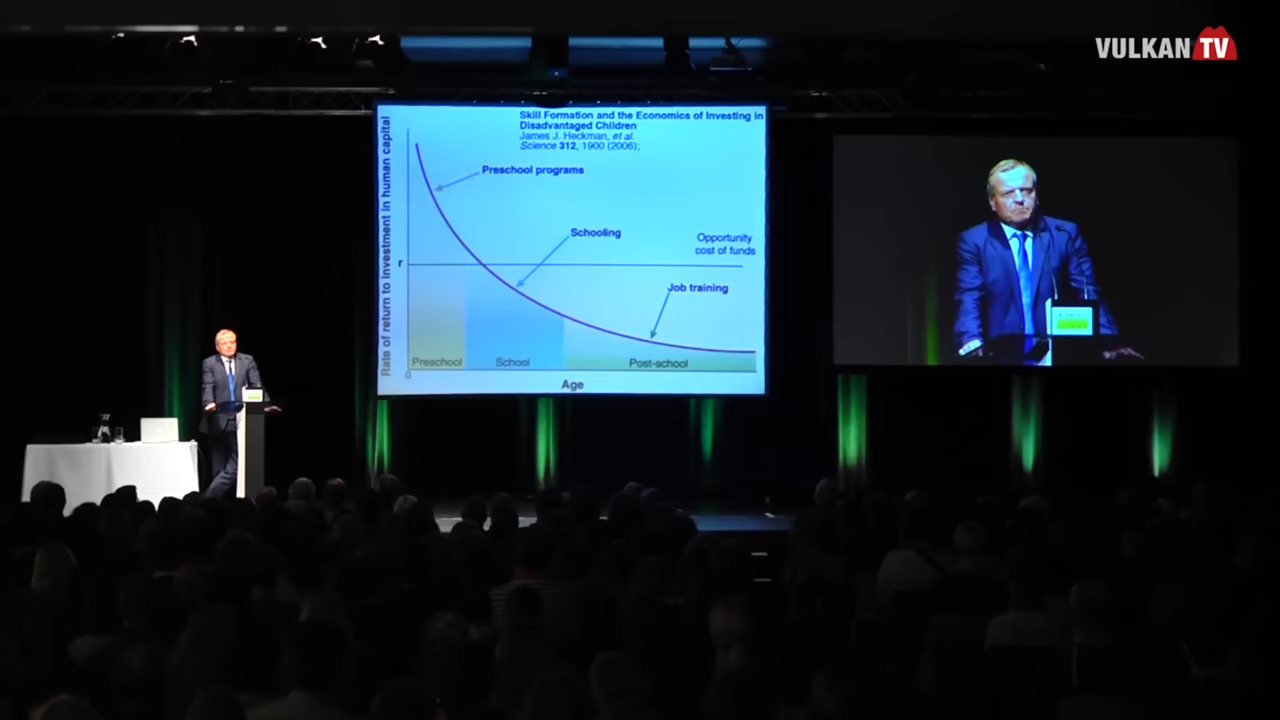 VULKAN TV
Skill Formation and the Economics of Investing in
Disadvantaged Children
James J. Heckman, et al.
Science 312, 1900 (2006);
Rate of return to investment in human capital
Preschool programs
Schooling
Opportunity
cost of funds
r
Job training
Preschool
School
Post-school
0
Age